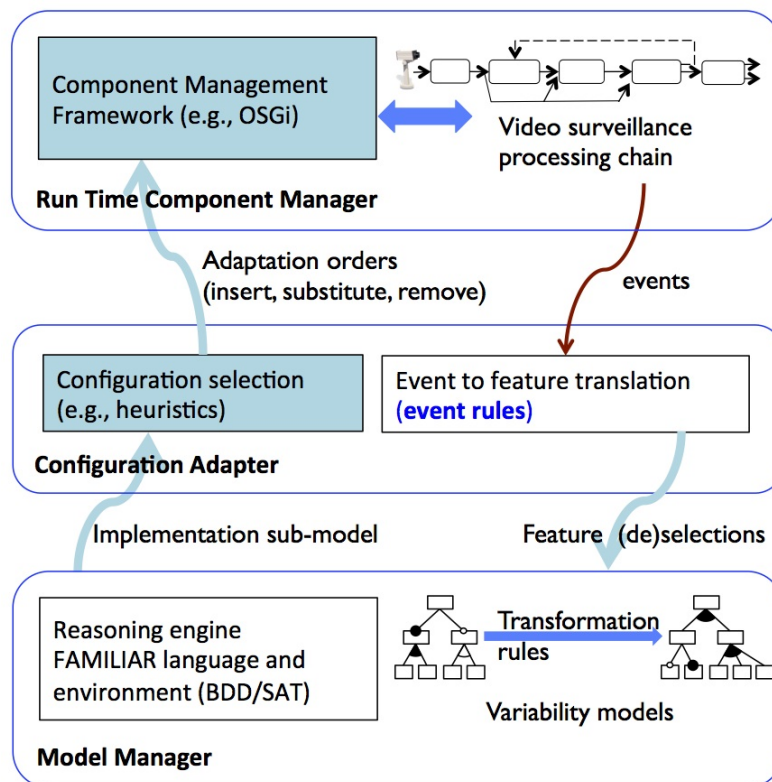 Component Management
Framework (e.g., OSGi)
Video surveillance
processing chain
Run Time Component Manager
Adaptation orders
(insert, substitute, remove)
events
Configuration selection
(e.g., heuristics)
Event to feature translation
(event rules)
Configuration Adapter
Implementation sub-model
Feature (de)selections
Reasoning engine
FAMILIAR language and
environment (BDD/SAT)
Transformation
rules
Variability models
Model Manager